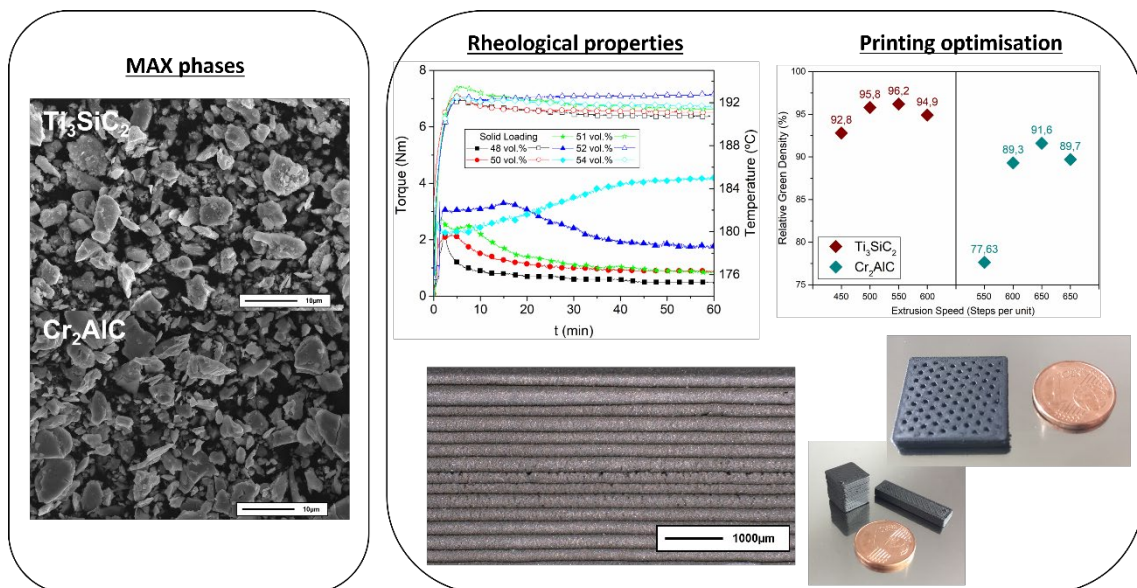 MAX phases
Ti₃SiC₂
10μm
Cr₂AlC
10μm
Rheological properties
8
6
4
2
0
Torque (Nm)
192
190
188
186
184
182
180
178
176
Temperature (ºC)
Solid Loading
48 vol.%
50 vol.%
51 vol.%
52 vol.%
54 vol.%
0 10 20 30 40 50 60
t (min)
Printing optimisation
100
95
90
85
80
75
Relative Green Density (%)
92,8
95,8
96,2
94,9
77,63
89,3
91,6
89,7
Ti₃SiC₂
Cr₂AlC
450 500 550 600 550 600 650 650
Extrusion Speed (Steps per unit)
1000μm